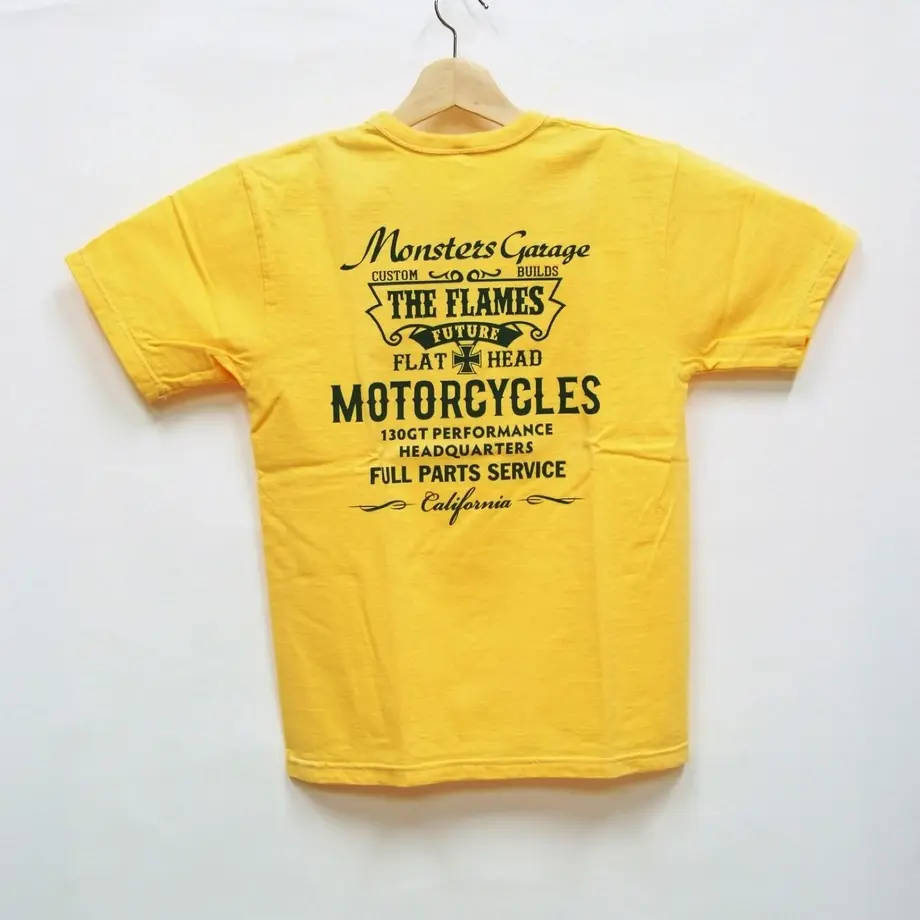 Monsters Garage
CUSTOM BUILDS
THE FLAMES
FUTURE
FLAT HEAD
MOTORCYCLES
130GT PERFORMANCE
HEADQUARTERS
FULL PARTS SERVICE
California